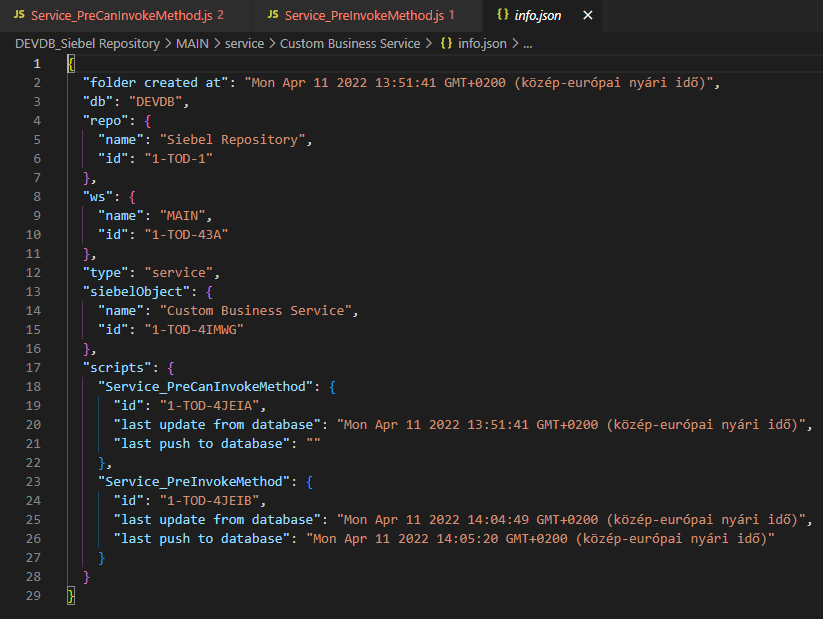 JS Service_PreCanInvokeMethod.js 2 JS Service_PreInvokeMethod.js 1 {} info.json ×
DEVDB_Siebel Repository > MAIN > service > Custom Business Service > {} info.json > ...
1 {
2 "folder created at": "Mon Apr 11 2022 13:51:41 GMT+0200 (közép-európai nyári idő)",
3 "db": "DEVDB",
4 "repo": {
5 "name": "Siebel Repository",
6 "id": "1-TOD-1"
7 },
8 "ws": {
9 "name": "MAIN",
10 "id": "1-TOD-43A"
11 },
12 "type": "service",
13 "siebelObject": {
14 "name": "Custom Business Service",
15 "id": "1-TOD-4IMWG"
16 },
17 "scripts": {
18 "Service_PreCanInvokeMethod": {
19 "id": "1-TOD-4JEIA",
20 "last update from database": "Mon Apr 11 2022 13:51:41 GMT+0200 (közép-európai nyári idő)",
21 "last push to database": ""
22 },
23 "Service_PreInvokeMethod": {
24 "id": "1-TOD-4JEIB",
25 "last update from database": "Mon Apr 11 2022 14:04:49 GMT+0200 (közép-európai nyári idő)",
26 "last push to database": "Mon Apr 11 2022 14:05:20 GMT+0200 (közép-európai nyári idő)"
27 }
28 }
29 }